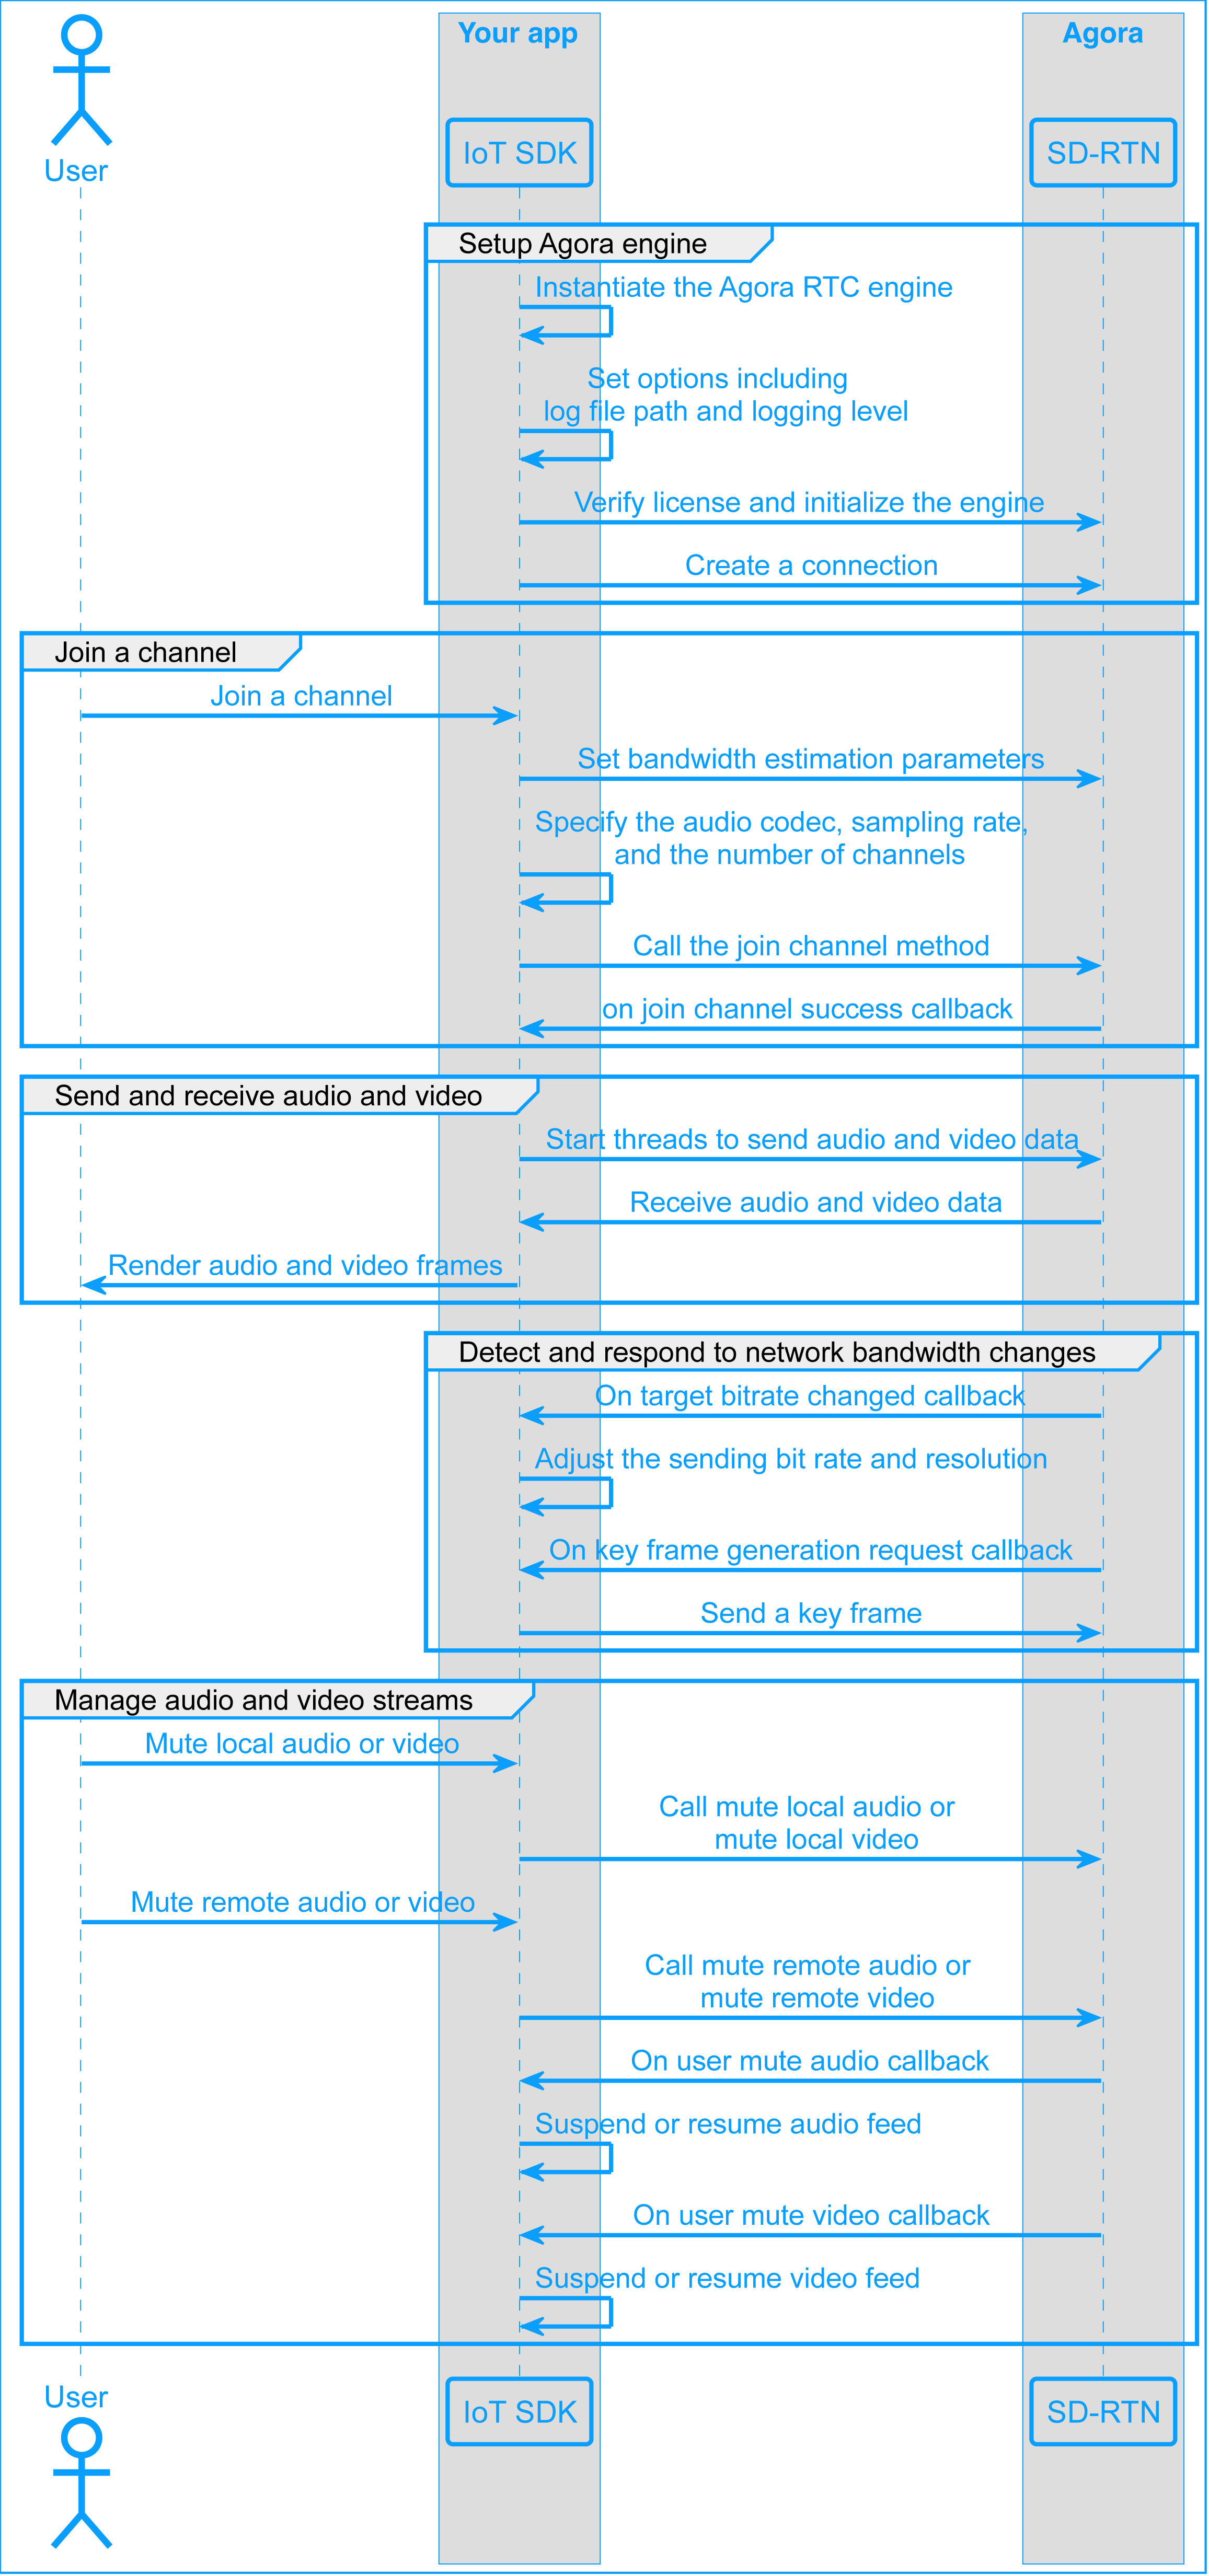 Your app
Agora
User
IoT SDK
SD-RTN
Setup Agora engine
Instantiate the Agora RTC engine
Set options including
log file path and logging level
Verify license and initialize the engine
Create a connection
Join a channel
Join a channel
Set bandwidth estimation parameters
Specify the audio codec, sampling rate,
and the number of channels
Call the join channel method
on join channel success callback
Send and receive audio and video
Start threads to send audio and video data
Receive audio and video data
Render audio and video frames
Detect and respond to network bandwidth changes
On target bitrate changed callback
Adjust the sending bit rate and resolution
On key frame generation request callback
Send a key frame
Manage audio and video streams
Mute local audio or video
Call mute local audio or
mute local video
Mute remote audio or video
Call mute remote audio or
mute remote video
On user mute audio callback
Suspend or resume audio feed
On user mute video callback
Suspend or resume video feed
User
IoT SDK
SD-RTN